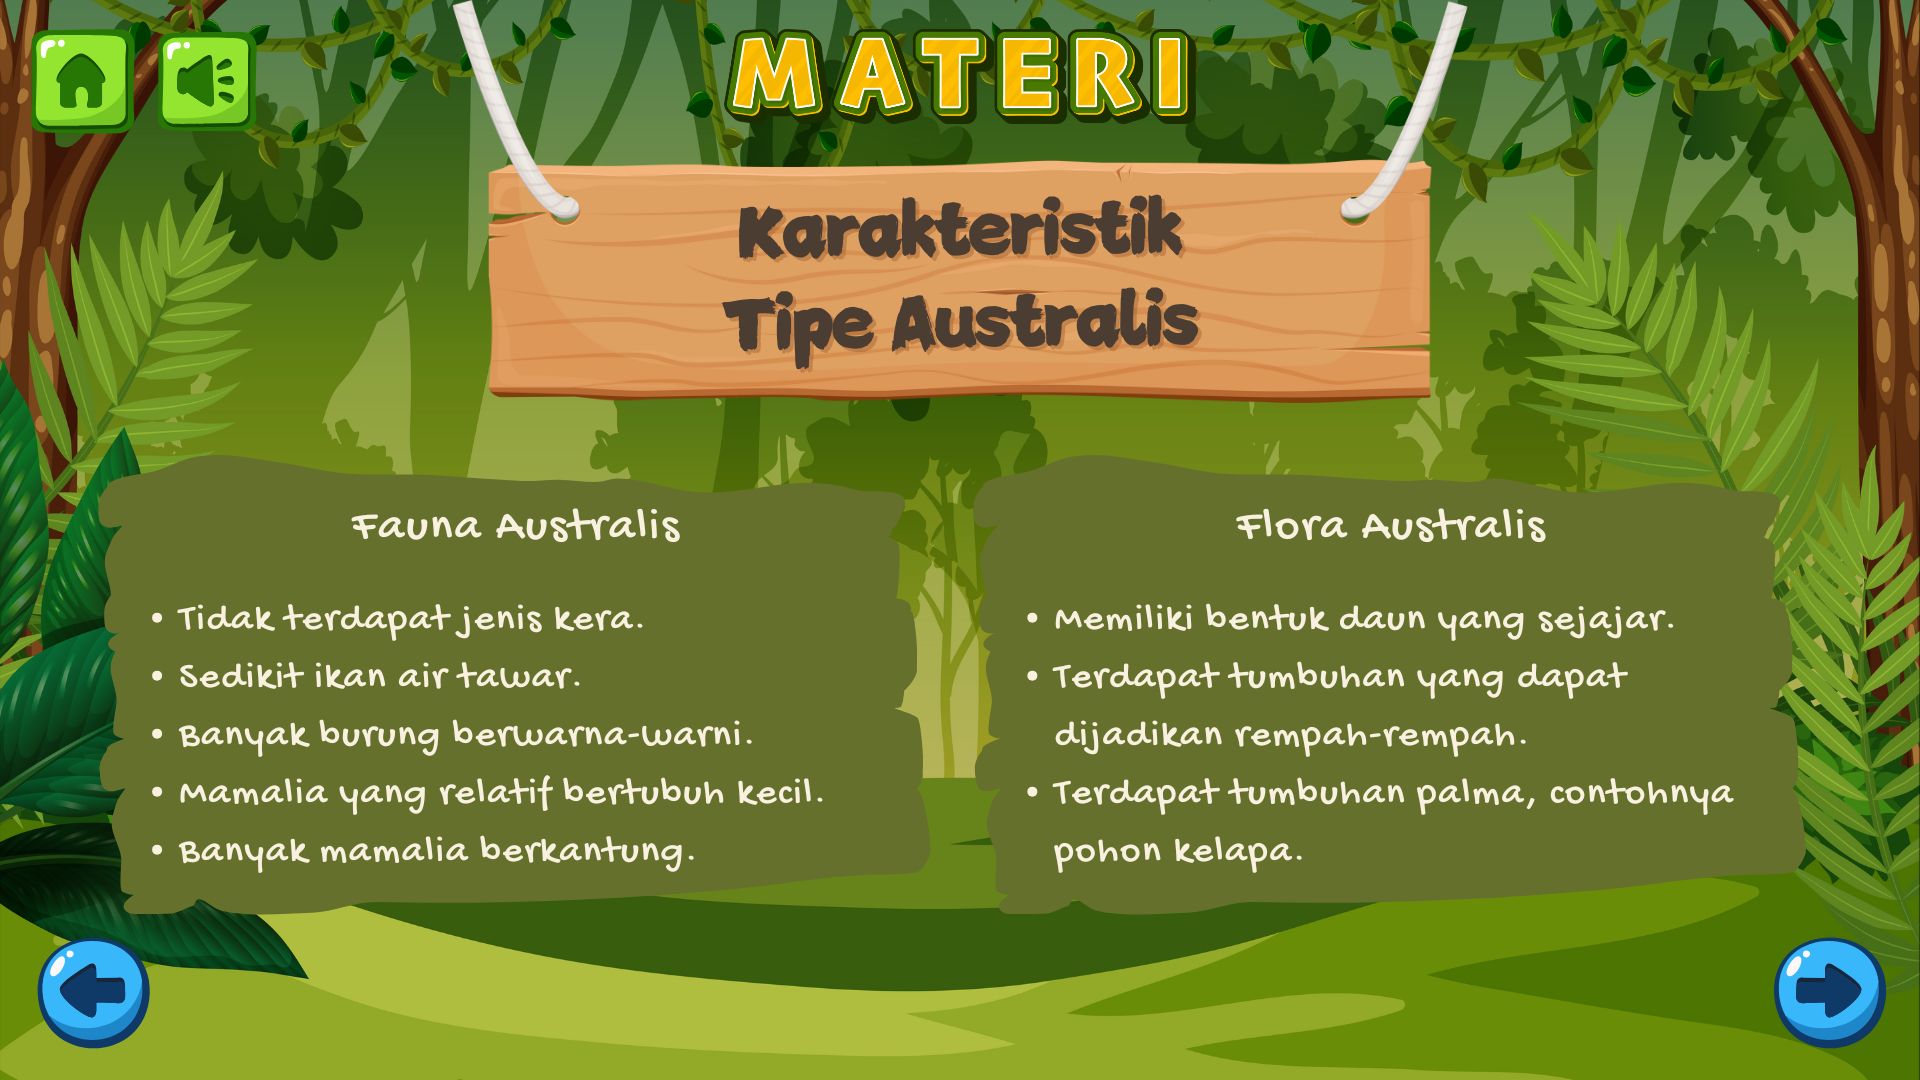 MATERI
Karakteristik
Tipe Australis
Fauna Australis
• Tidak terdapat jenis kera.
• Sedikit ikan air tawar.
• Banyak burung berwarna-warni.
• Mamalia yang relatif bertubuh kecil.
• Banyak mamalia berkantung.
Flora Australis
• Memiliki bentuk daun yang sejajar.
• Terdapat tumbuhan yang dapat
dijadikan rempah-rempah.
• Terdapat tumbuhan palma, contohnya
pohon kelapa.